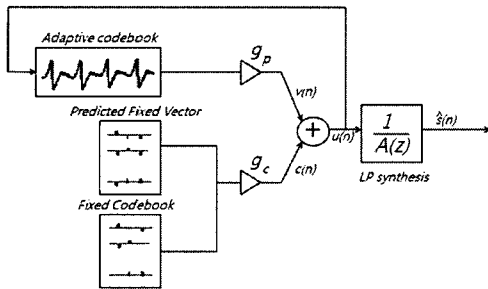 Adaptive codebook
g_p
v(n)
Predicted Fixed Vector
+
u(n)
1
A(z)
ŝ(n)
g_c
c(n)
LP synthesis
Fixed Codebook